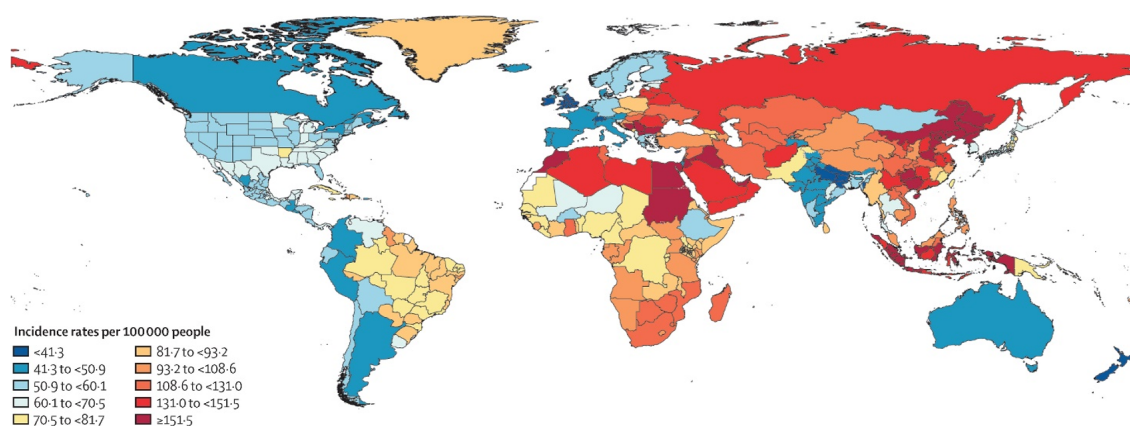 Incidence rates per 100 000 people
<41·3
41·3 to <50·9
50·9 to <60·1
60·1 to <70·5
70·5 to <81·7
81·7 to <93·2
93·2 to <108·6
108·6 to <131·0
131·0 to <151·5
≥151·5